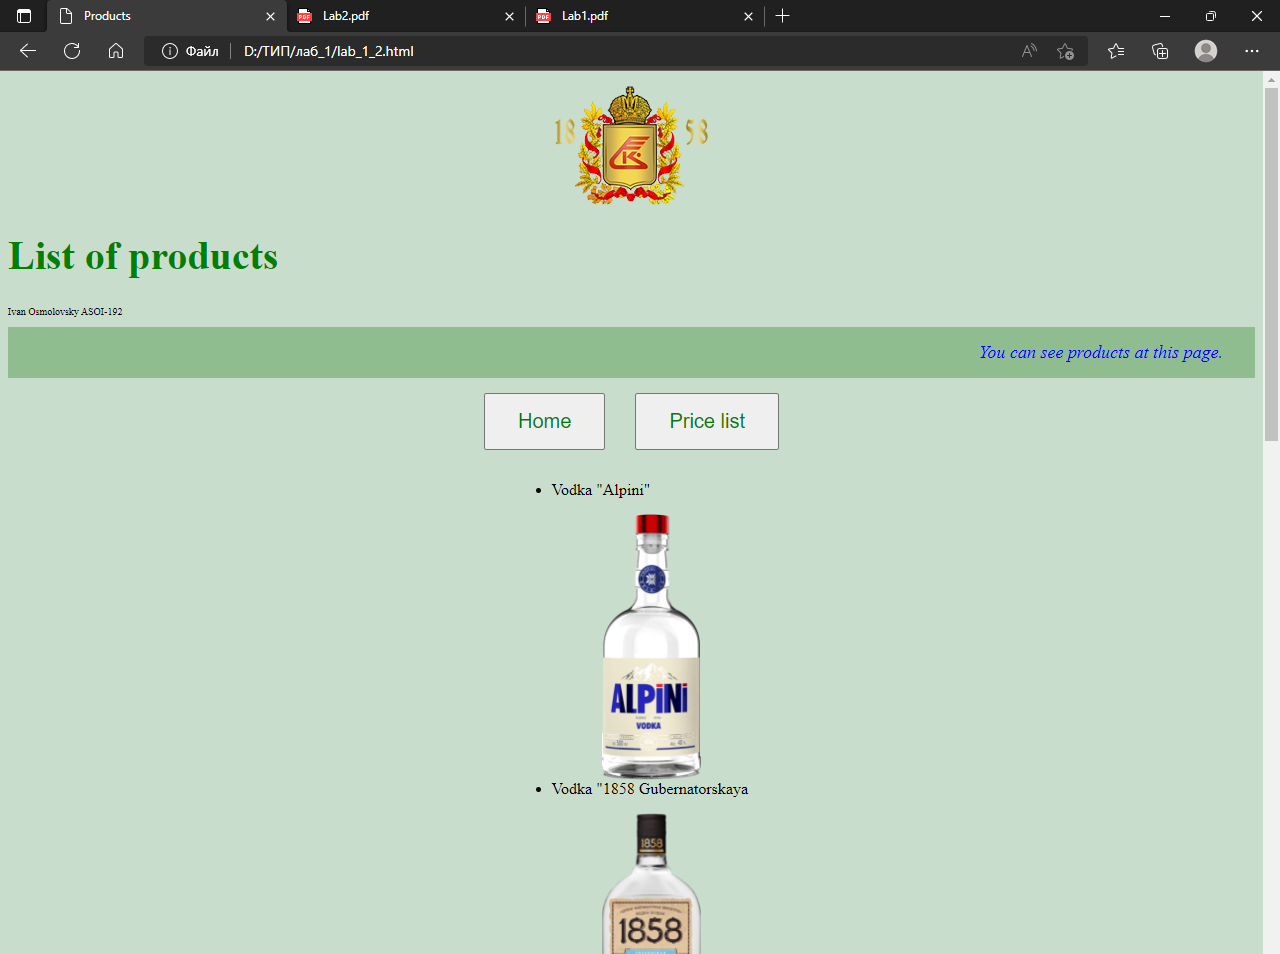 Products
Lab2.pdf
Lab1.pdf
Файл
D:/ТИП/лаб_1/lab_1_2.html
18 58
List of products
Ivan Osmolovsky ASOI-192
You can see products at this page.
Home
Price list
Vodka "Alpini"
ALPiNi
VODKA
Vodka "1858 Gubernatorskaya
1858
1858